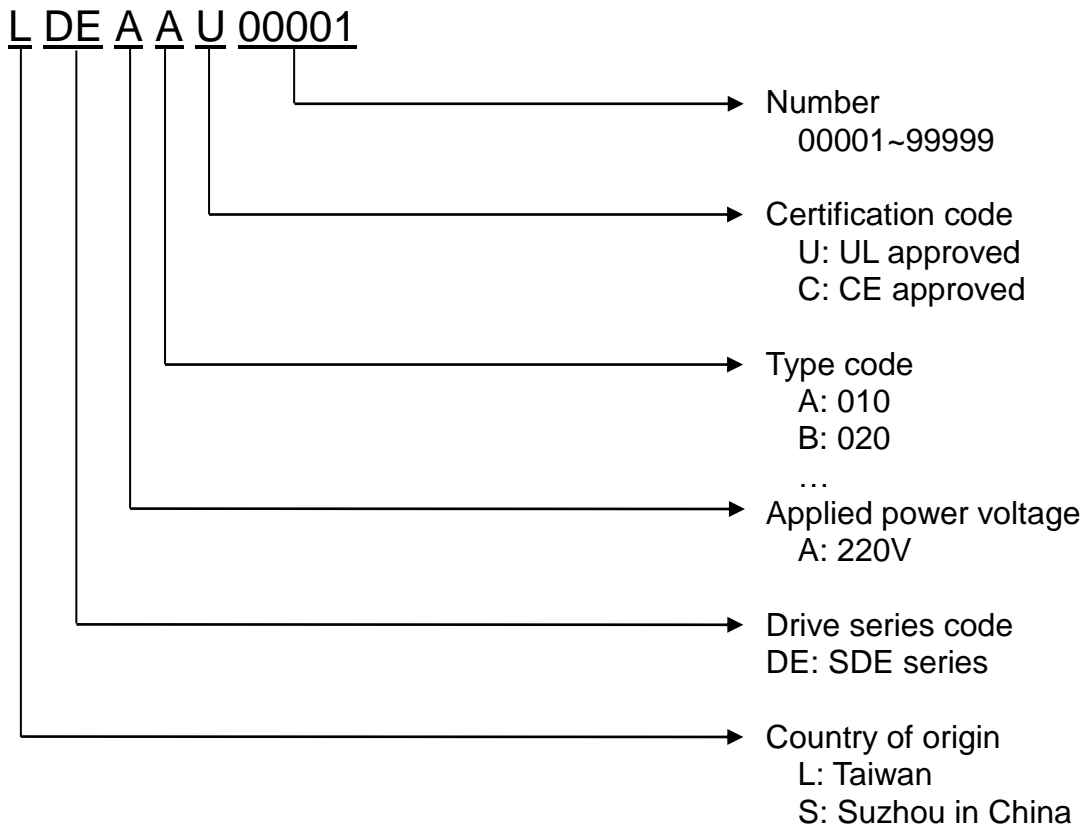 L DE A A U 00001
Number
00001~99999
Certification code
U: UL approved
C: CE approved
Type code
A: 010
B: 020
…
Applied power voltage
A: 220V
Drive series code
DE: SDE series
Country of origin
L: Taiwan
S: Suzhou in China